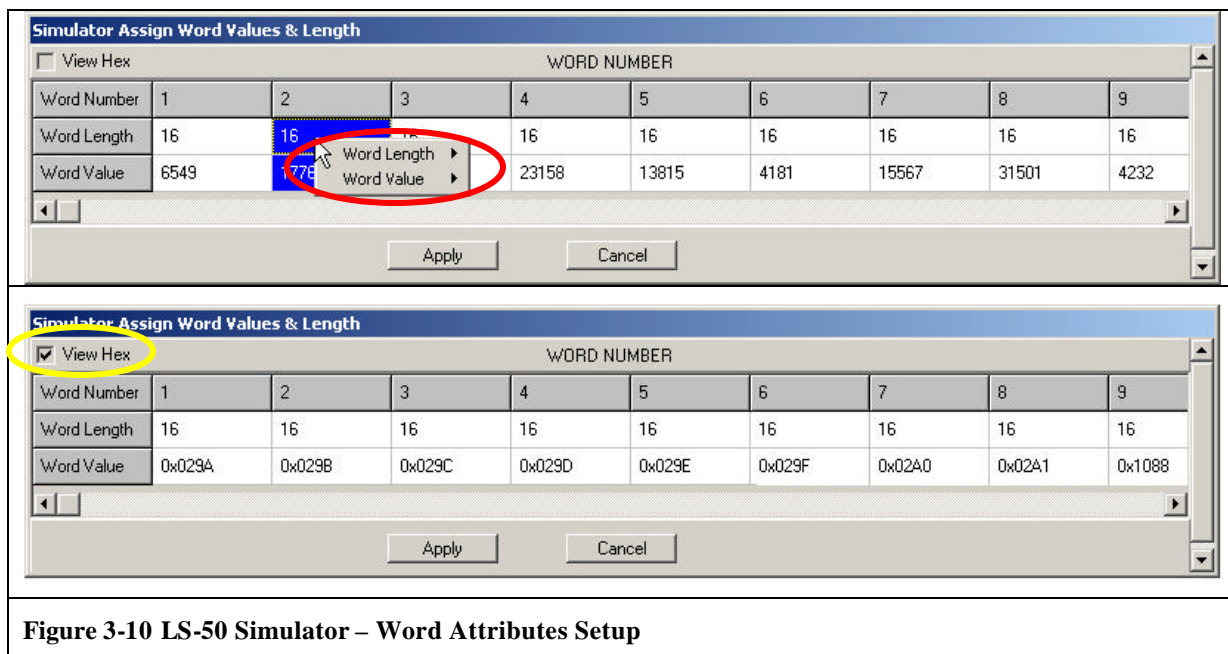 Simulator Assign Word Values & Length
View Hex WORD NUMBER
Word Number 1 2 3 4 5 6 7 8 9
Word Length 16 16 16 16 16 16 16 16 16
Word Value 6549 23158 13815 4181 15567 31501 4232
Word Length
Word Value
Apply Cancel
Simulator Assign Word Values & Length
View Hex WORD NUMBER
Word Number 1 2 3 4 5 6 7 8 9
Word Length 16 16 16 16 16 16 16 16 16
Word Value 0x029A 0x029B 0x029C 0x029D 0x029E 0x029F 0x02A0 0x02A1 0x1088
Apply Cancel
Figure 3-10 LS-50 Simulator – Word Attributes Setup